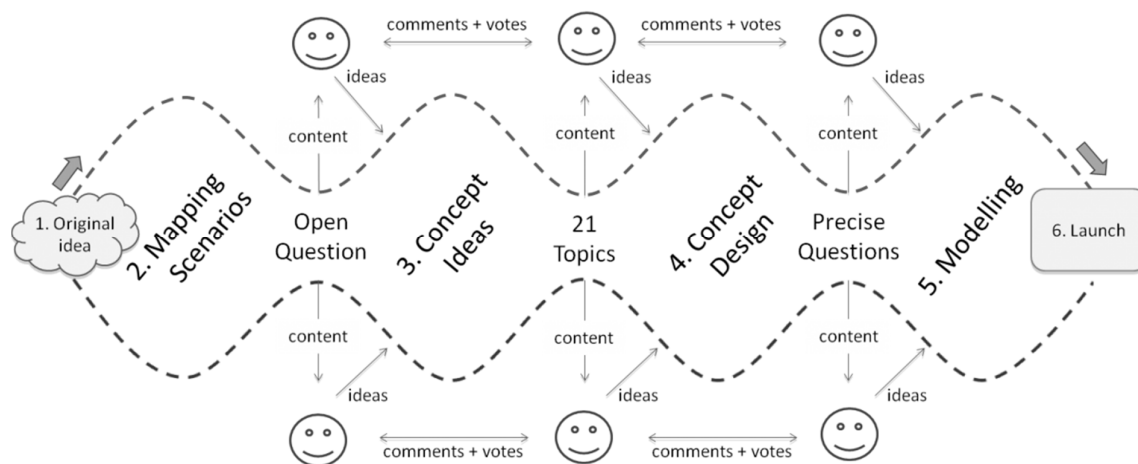 comments + votes
comments + votes
ideas
ideas
ideas
content
content
content
1. Original
idea
2. Mapping
Scenarios
Open
Question
3. Concept
Ideas
21
Topics
4. Concept
Design
Precise
Questions
5. Modelling
6. Launch
content
content
content
ideas
ideas
ideas
comments + votes
comments + votes